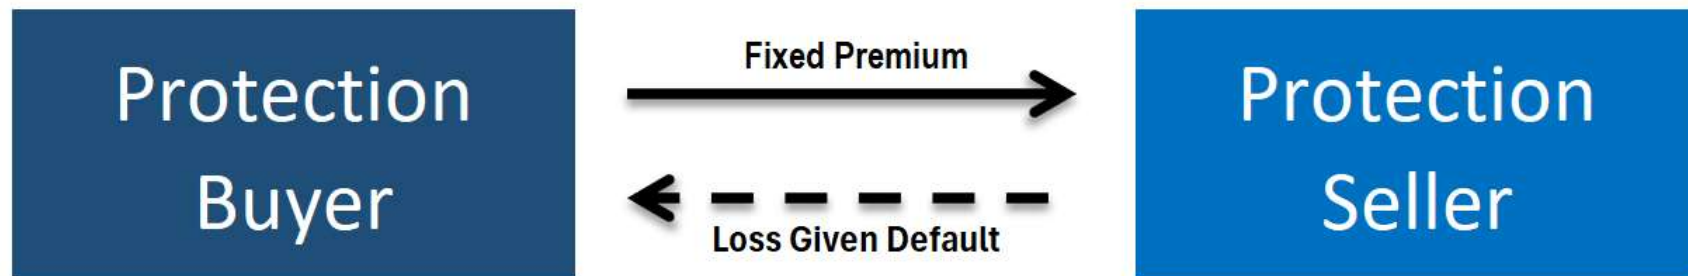 Protection
Buyer
Fixed Premium
Loss Given Default
Protection
Seller